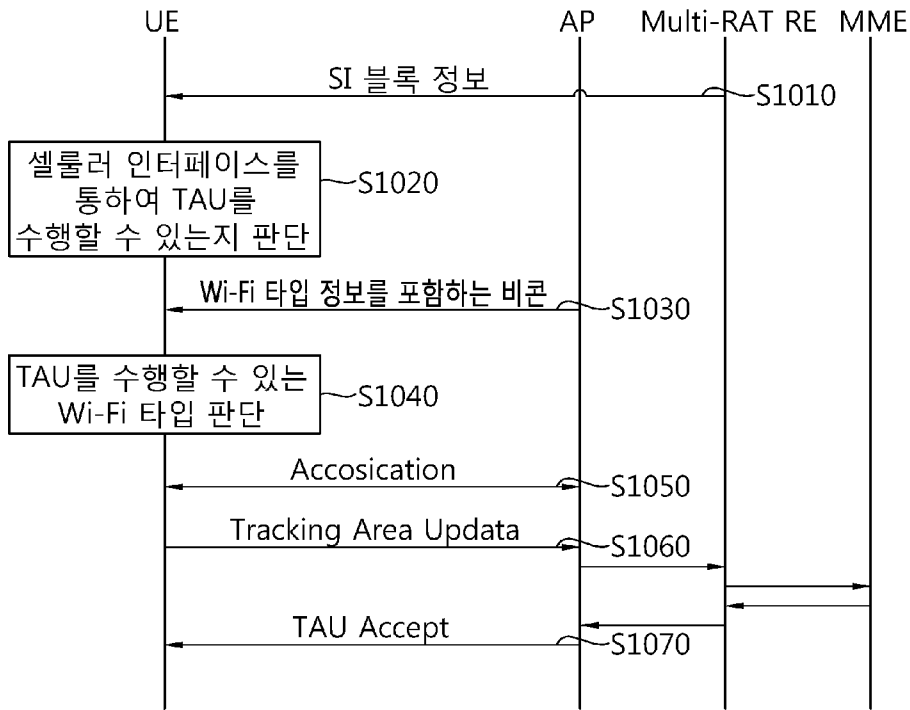 UE AP Multi-RAT RE MME
SI 블록 정보
S1010
셀룰러 인터페이스를
통하여 TAU를
수행할 수 있는지 판단
S1020
Wi-Fi 타입 정보를 포함하는 비콘
S1030
TAU를 수행할 수 있는
Wi-Fi 타입 판단
S1040
Accosication
S1050
Tracking Area Updata
S1060
TAU Accept
S1070